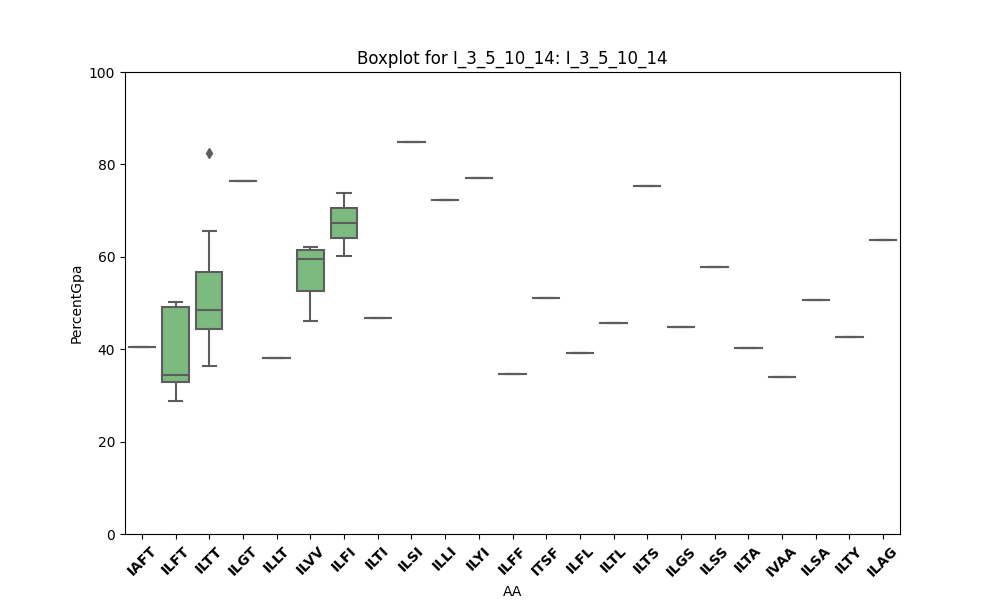 Boxplot for I_3_5_10_14: I_3_5_10_14
100
80
60
40
20
0
PercentGpa
IAFT ILFT ILTT ILGT ILLT ILVV ILFI ILTI ILSI ILLI ILYI ILFF ITSF ILFL ILTL ILTS ILGS ILSS ILTA IVAA ILSA ILTY ILAG
AA